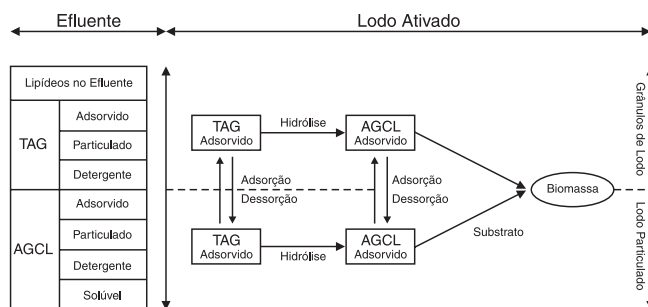 Efluente
Lodo Ativado
Lipídeos no Efluente
TAG
Adsorvido
Particulado
Detergente
AGCL
Adsorvido
Particulado
Detergente
Solúvel
TAG
Adsorvido
Hidrólise
AGCL
Adsorvido
Adsorção
Dessorção
Adsorção
Dessorção
TAG
Adsorvido
Hidrólise
AGCL
Adsorvido
Substrato
Biomassa
Grânulos de Lodo
Lodo Particulado